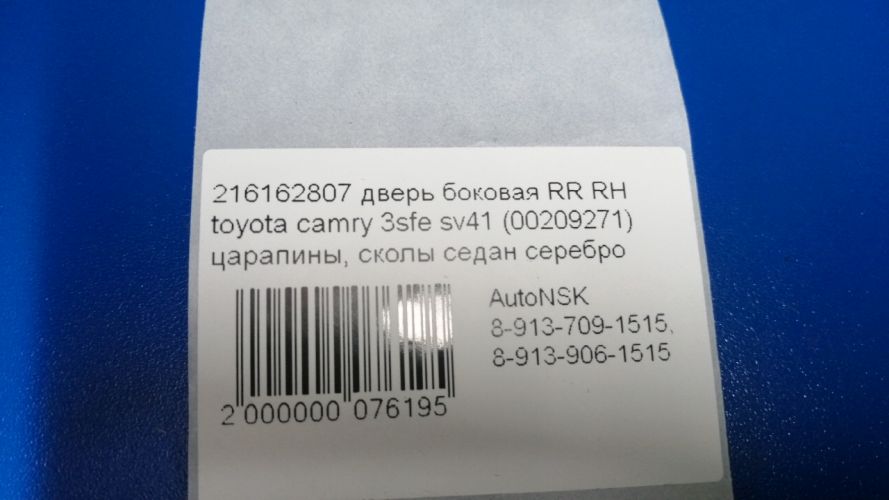 216162807 дверь боковая RR RH
toyota camry 3sfe sv41 (00209271)
царапины, сколы седан серебро
AutoNSK
8-913-709-1515,
8-913-906-1515
2 000000 076195